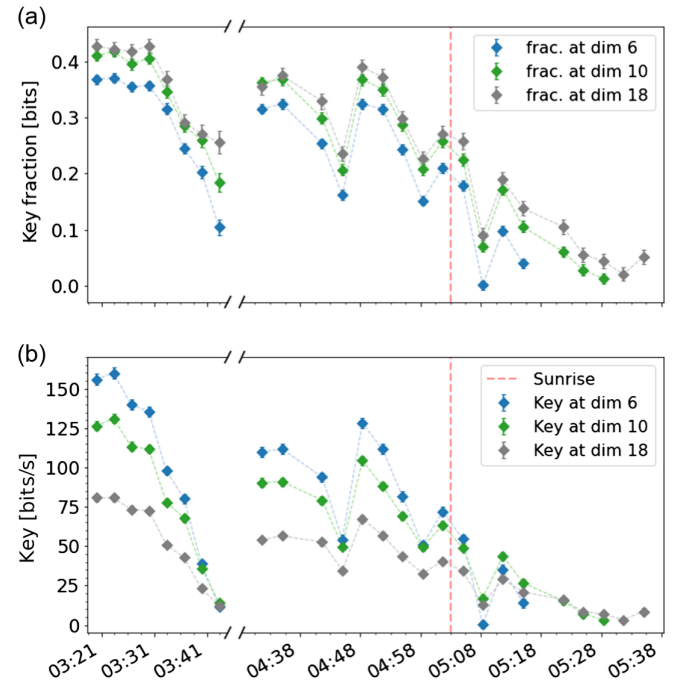 (a)
Key fraction [bits]
0.4
0.3
0.2
0.1
0.0
frac. at dim 6
frac. at dim 10
frac. at dim 18
(b)
Key [bits/s]
150
125
100
75
50
25
0
Sunrise
Key at dim 6
Key at dim 10
Key at dim 18
03:21 03:31 03:41 04:38 04:48 04:58 05:08 05:18 05:28 05:38